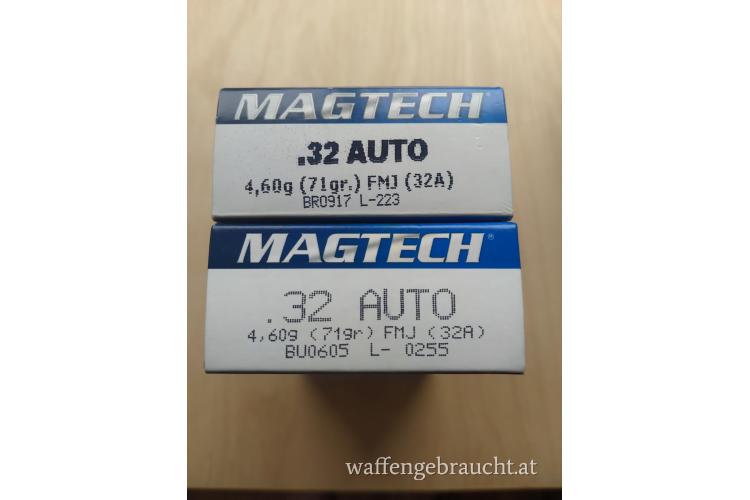 MAGTECH
.32 AUTO
4,60g (71gr.) FMJ (32A)
BR0917 L-223
MAGTECH®
.32 AUTO
4,60g (71gr) FMJ (32A)
BU0605 L- 0255
waffengebraucht.at